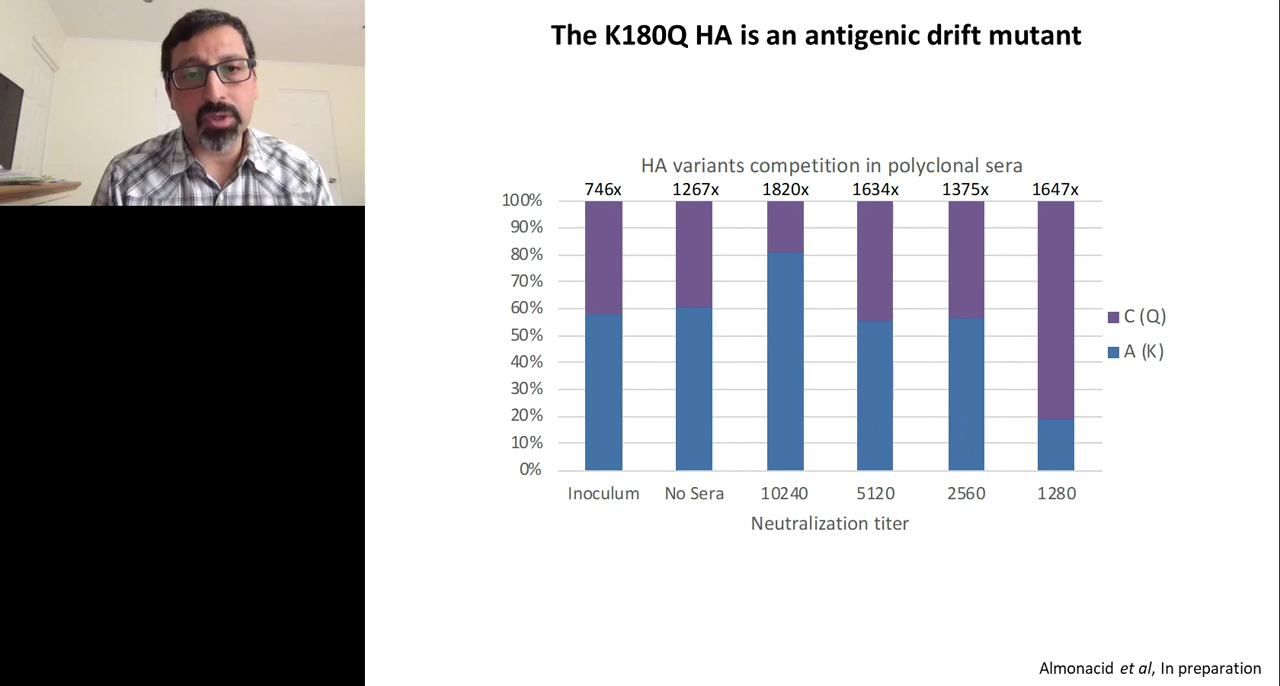 The K180Q HA is an antigenic drift mutant
HA variants competition in polyclonal sera
746x 1267x 1820x 1634x 1375x 1647x
100%
90%
80%
70%
60%
50%
40%
30%
20%
10%
0%
C (Q)
A (K)
Inoculum No Sera 10240 5120 2560 1280
Neutralization titer
Almonacid et al, In preparation